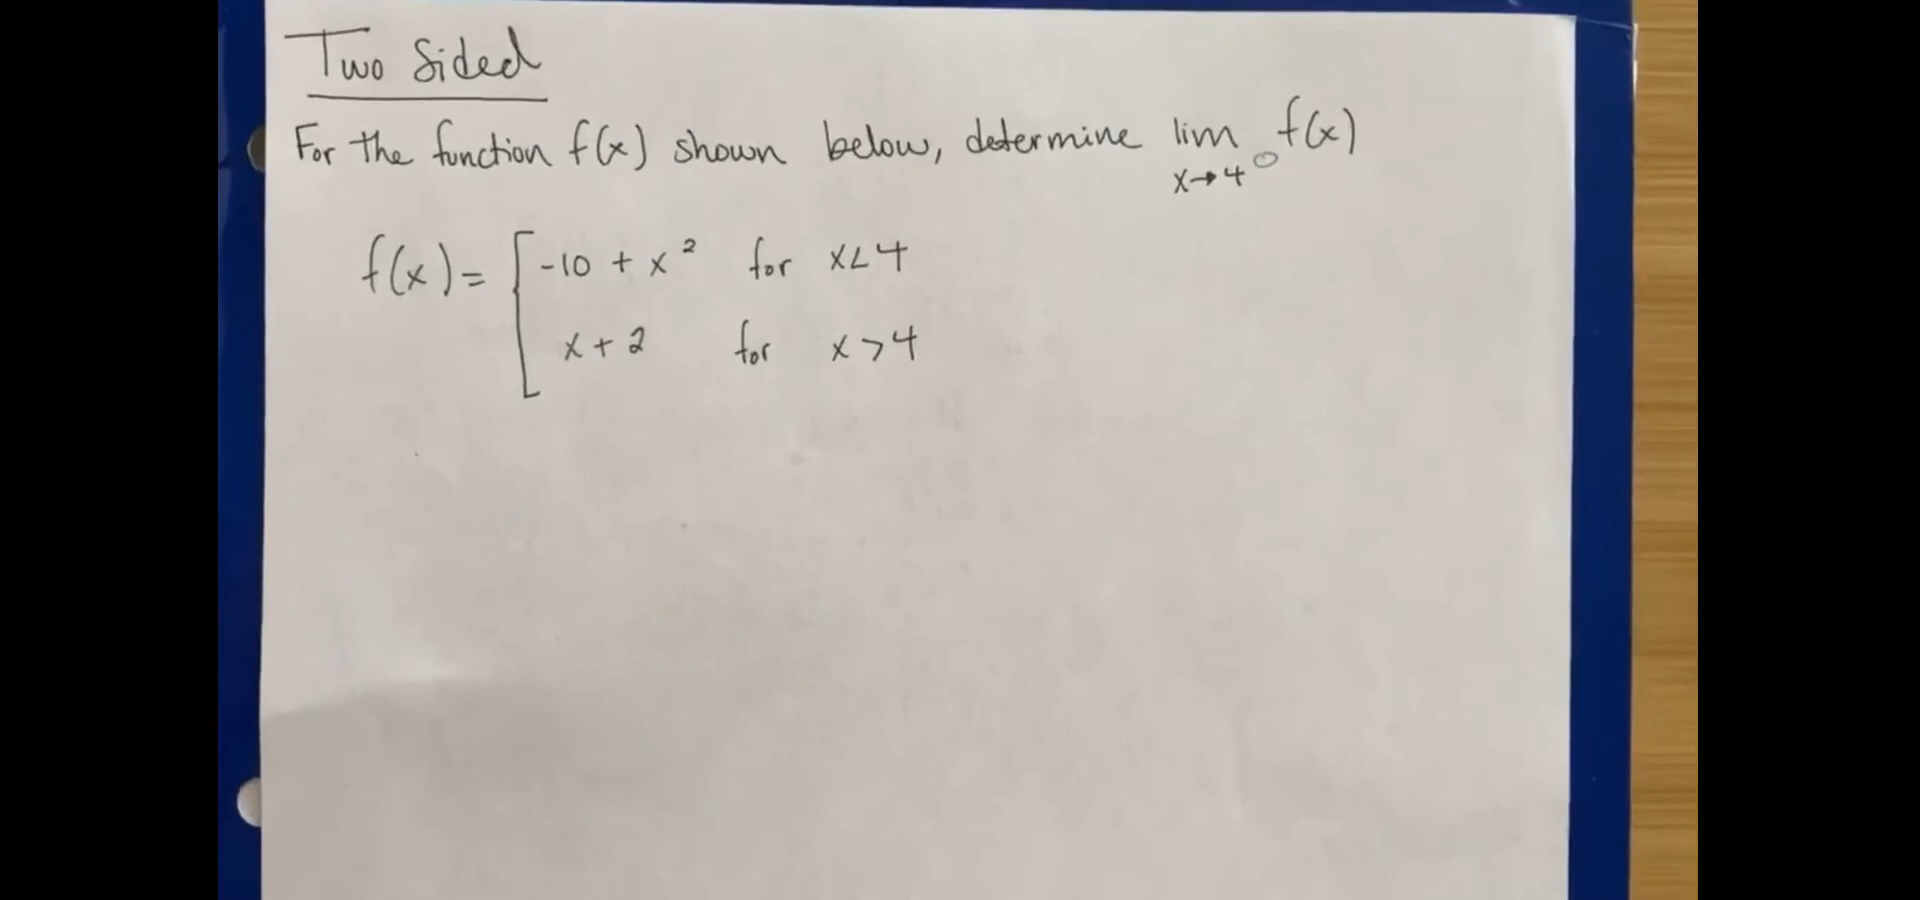 Two Sided
For the function f(x) shown below, determine lim x→4 f(x)
f(x) = [ -10 + x² for x<4
x + 2 for x>4